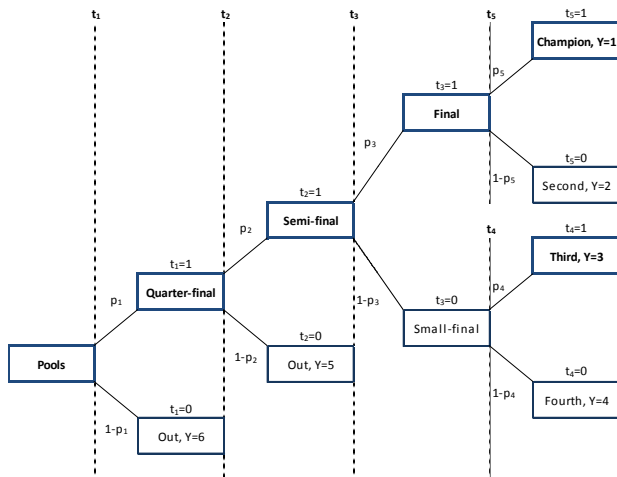 t₁
t₂
t₃
t₅
t₅=1
Champion, Y=1
p₅
t₃=1
Final
p₃
1-p₅
t₅=0
Second, Y=2
t₂=1
Semi-final
p₂
t₄
t₄=1
Third, Y=3
t₁=1
Quarter-final
p₁
1-p₃
t₃=0
Small-final
p₄
t₂=0
Out, Y=5
1-p₂
Pools
t₄=0
Fourth, Y=4
1-p₄
t₁=0
Out, Y=6
1-p₁